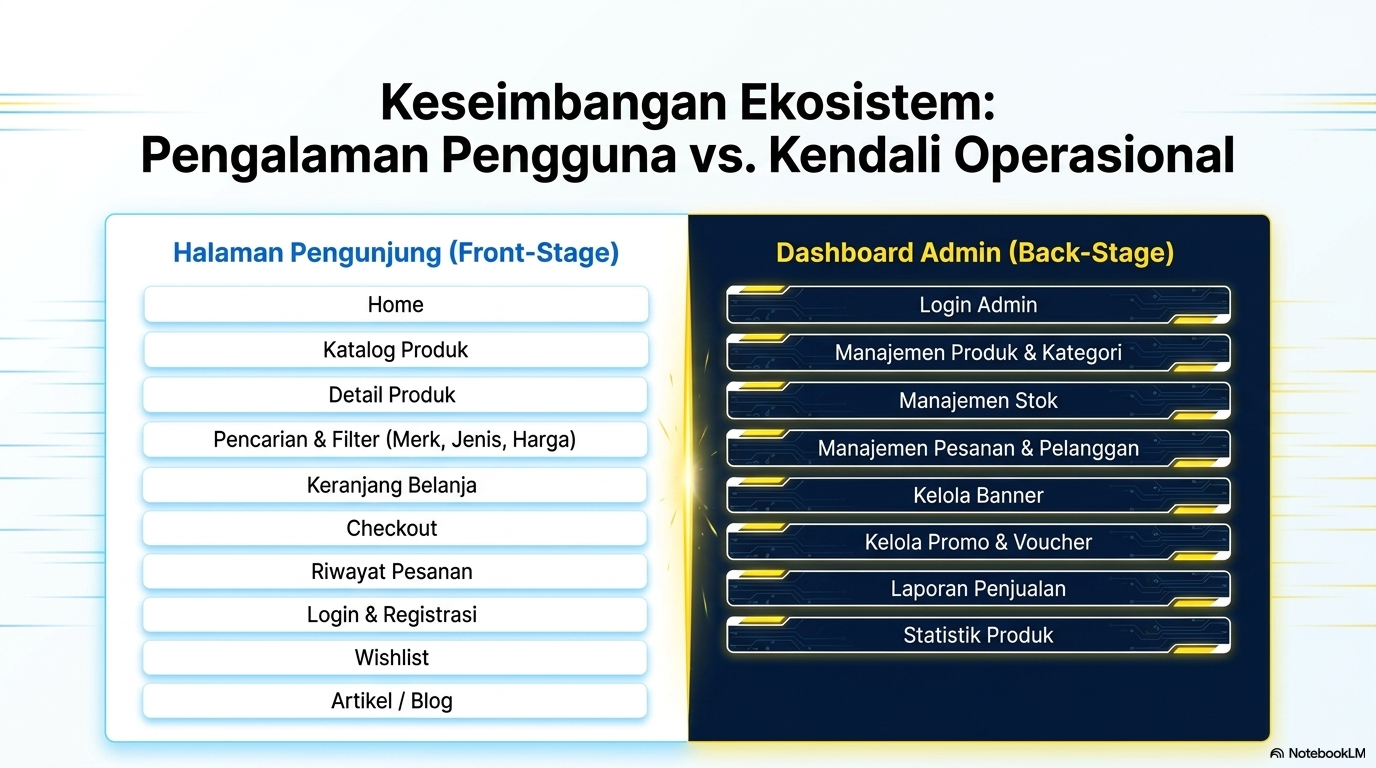 Keseimbangan Ekosistem:
Pengalaman Pengguna vs. Kendali Operasional
Halaman Pengunjung (Front-Stage)
Home
Katalog Produk
Detail Produk
Pencarian & Filter (Merk, Jenis, Harga)
Keranjang Belanja
Checkout
Riwayat Pesanan
Login & Registrasi
Wishlist
Artikel / Blog
Dashboard Admin (Back-Stage)
Login Admin
Manajemen Produk & Kategori
Manajemen Stok
Manajemen Pesanan & Pelanggan
Kelola Banner
Kelola Promo & Voucher
Laporan Penjualan
Statistik Produk
NotebookLM